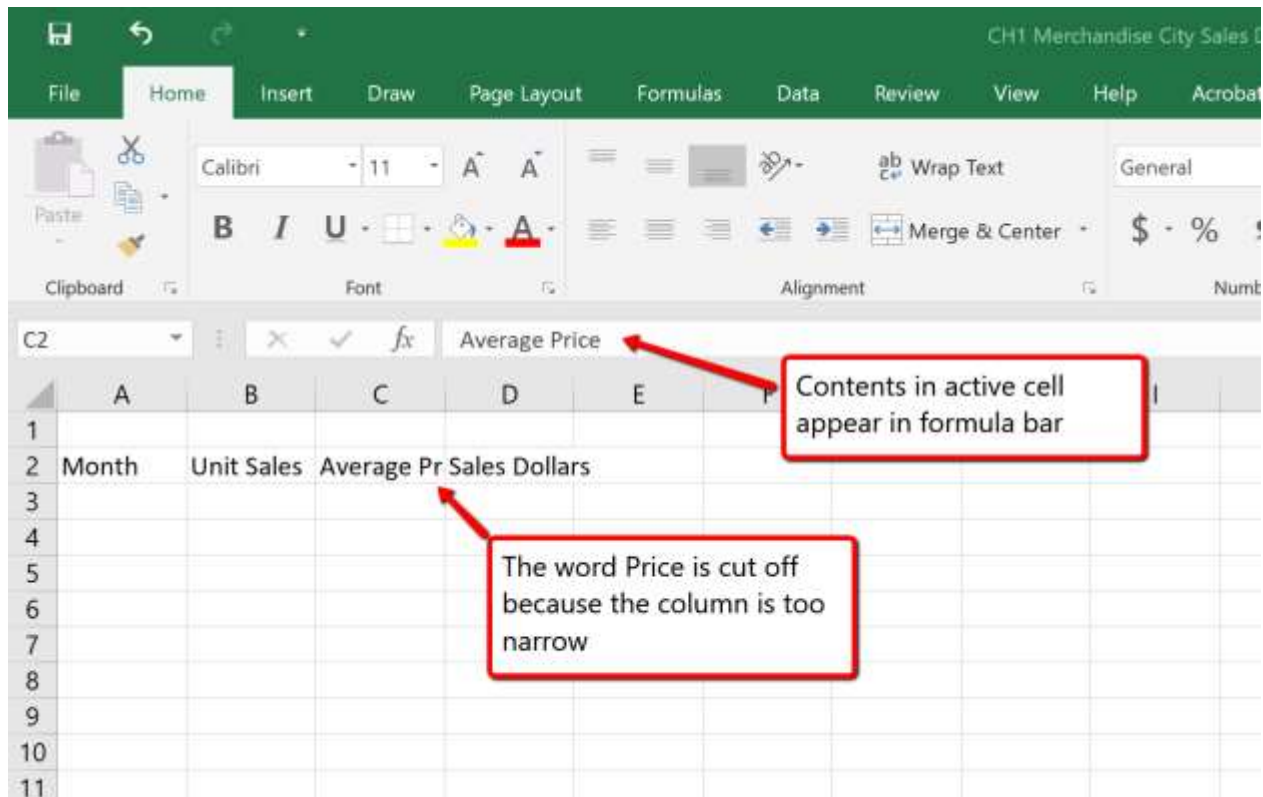 CH1 Merchandise City Sales D
File Home Insert Draw Page Layout Formulas Data Review View Help Acrobat
Calibri 11 A A ab Wrap Text General
Paste B I U A Merge & Center $ %
Clipboard Font Alignment Numb
C2 fx Average Price
A B C D E F I
Contents in active cell
appear in formula bar
1
2 Month Unit Sales Average Pr Sales Dollars
3
4
5
6
7
8
9
10
11
The word Price is cut off
because the column is too
narrow